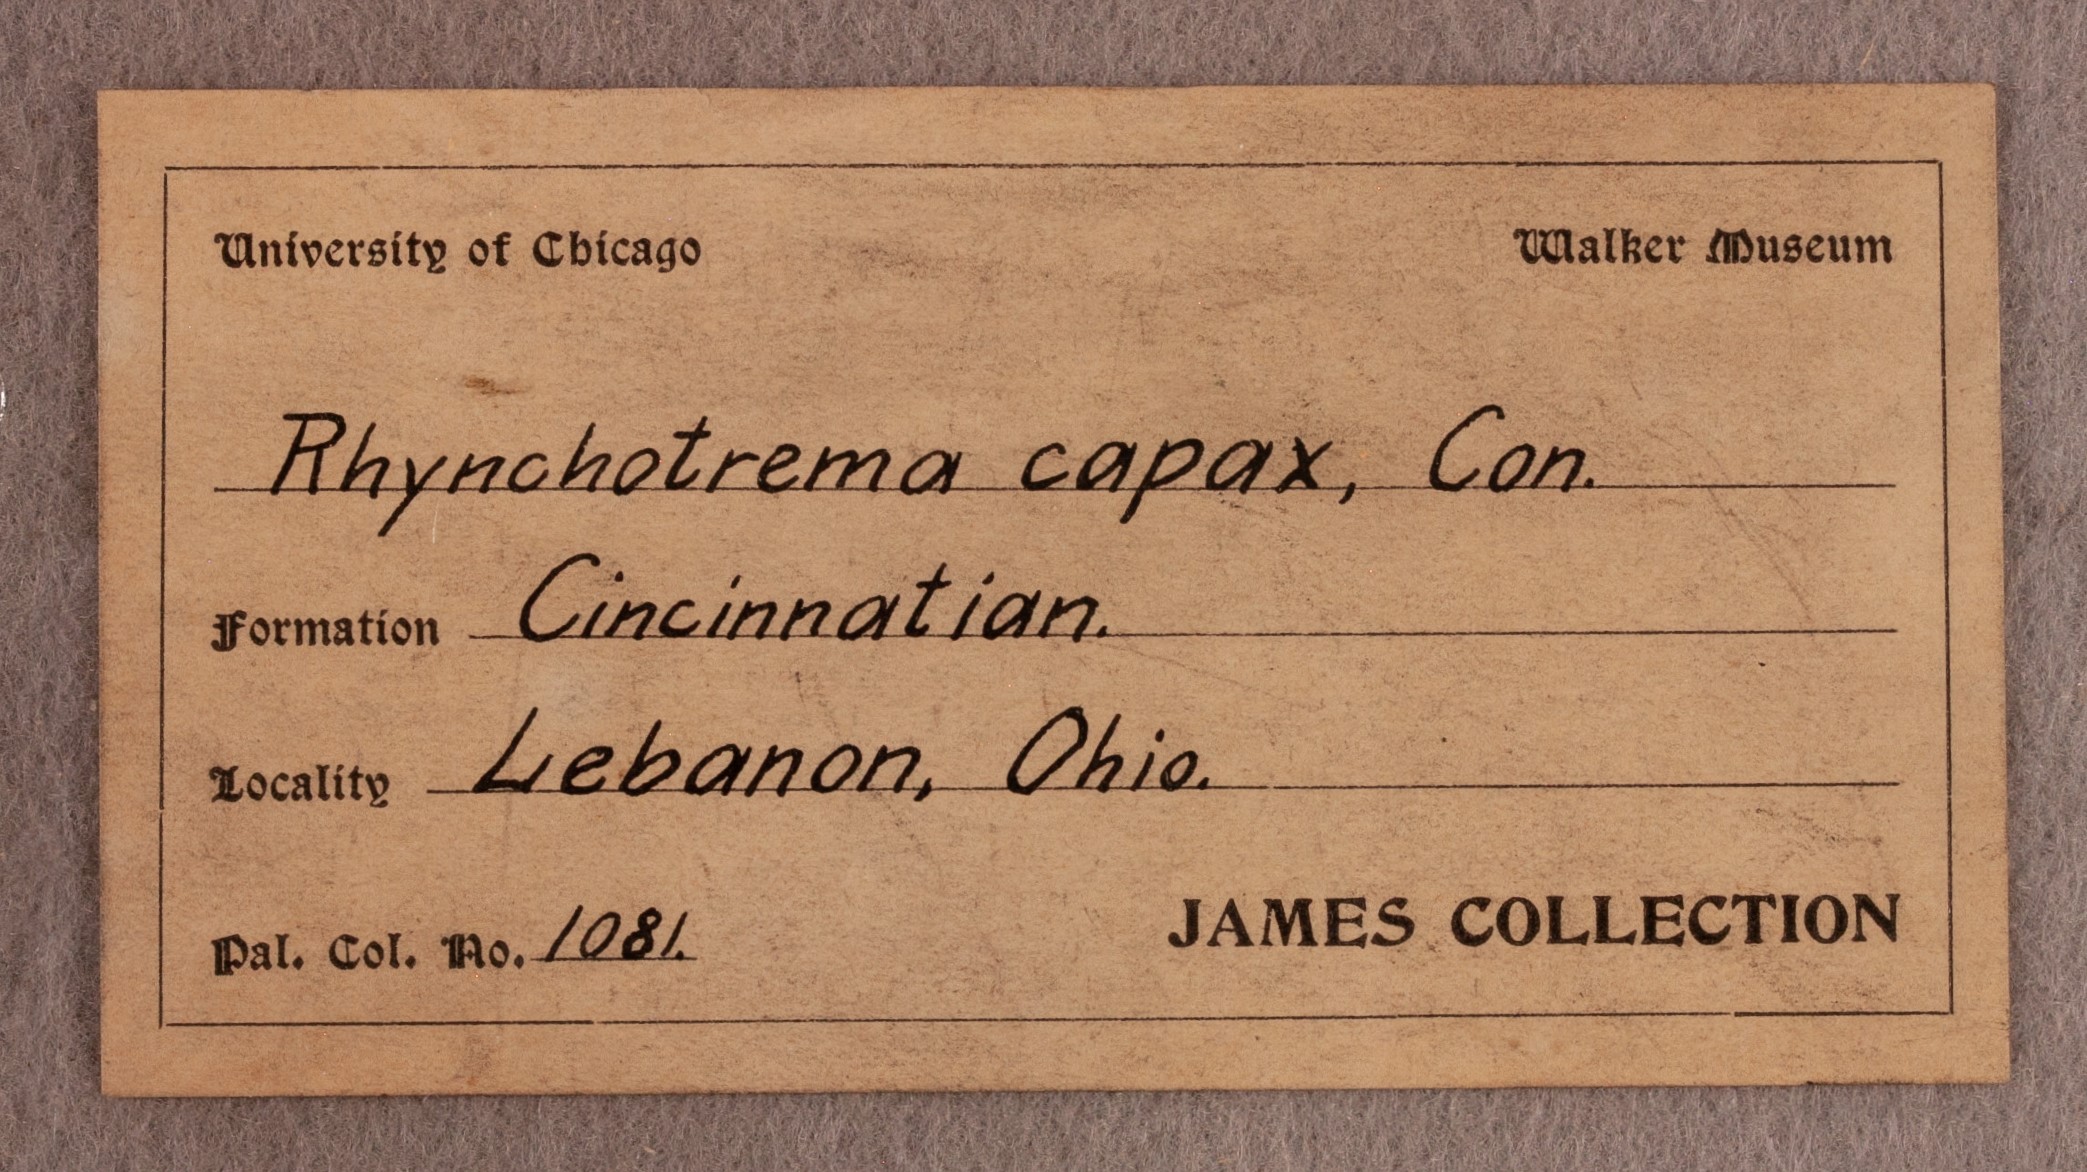 University of Chicago Walker Museum
Rhynchotrema capax, Con.
Formation Cincinnatian.
Locality Lebanon, Ohio.
Pal. Col. No. 1081. JAMES COLLECTION